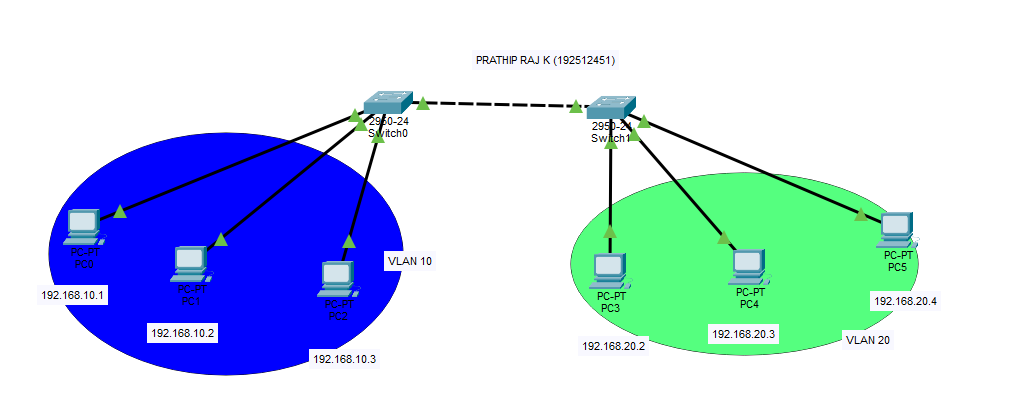 PRATHIP RAJ K (192512451)
2950-24
Switch0
2950-24
Switch1
PC-PT
PC0
192.168.10.1
PC-PT
PC1
192.168.10.2
PC-PT
PC2
192.168.10.3
VLAN 10
PC-PT
PC3
192.168.20.2
PC-PT
PC4
192.168.20.3
PC-PT
PC5
192.168.20.4
VLAN 20